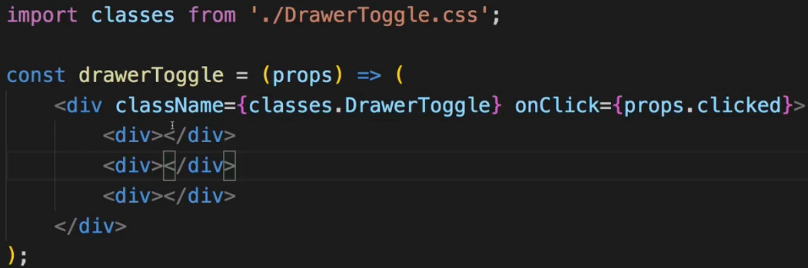 import classes from './DrawerToggle.css';
const drawerToggle = (props) => (
<div className={classes.DrawerToggle} onClick={props.clicked}>
<div></div>
<div></div>
<div></div>
</div>
);